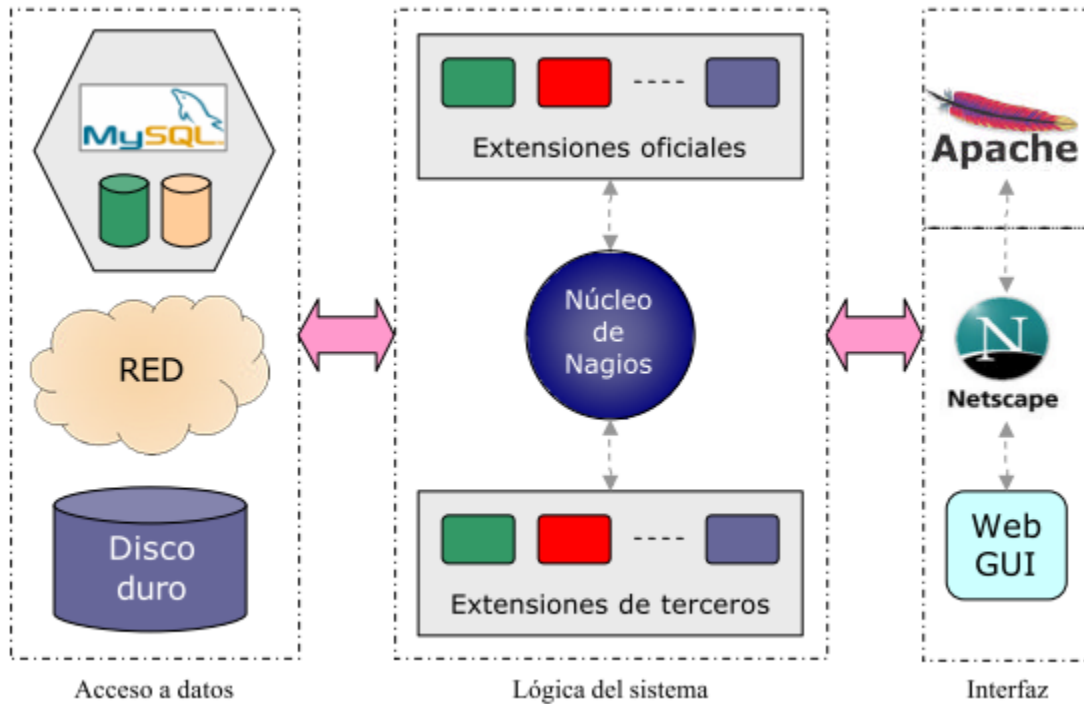 MySQL
RED
Disco
duro
Acceso a datos
Extensiones oficiales
Núcleo
de
Nagios
Extensiones de terceros
Lógica del sistema
Apache
N
Netscape
Web
GUI
Interfaz